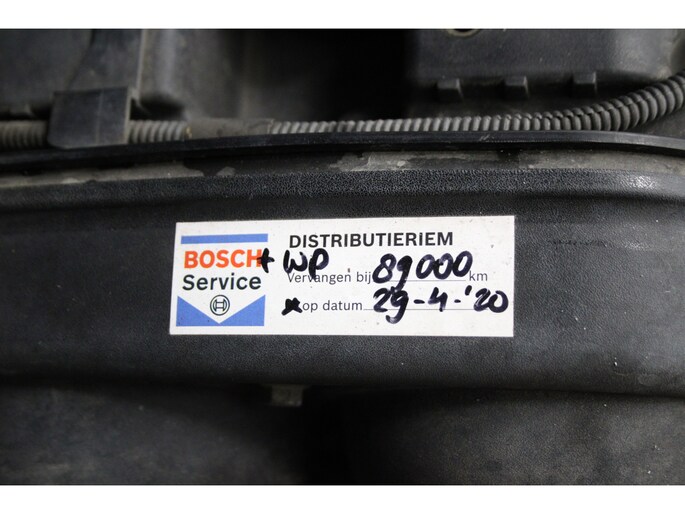 BOSCH
Service
DISTRIBUTIERIEM
+ WP
Vervangen bij 89000 km
x op datum 29-4-'20